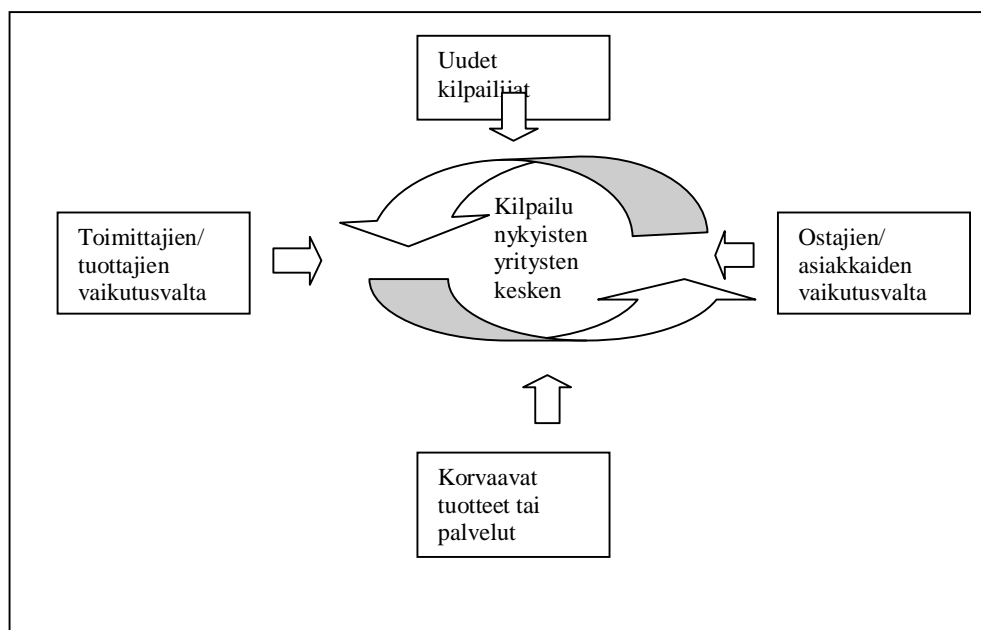 Uudet
kilpailijat
Toimittajien/
tuottajien
vaikutusvalta
Kilpailu
nykyisten
yritysten
kesken
Ostajien/
asiakkaiden
vaikutusvalta
Korvaavat
tuotteet tai
palvelut